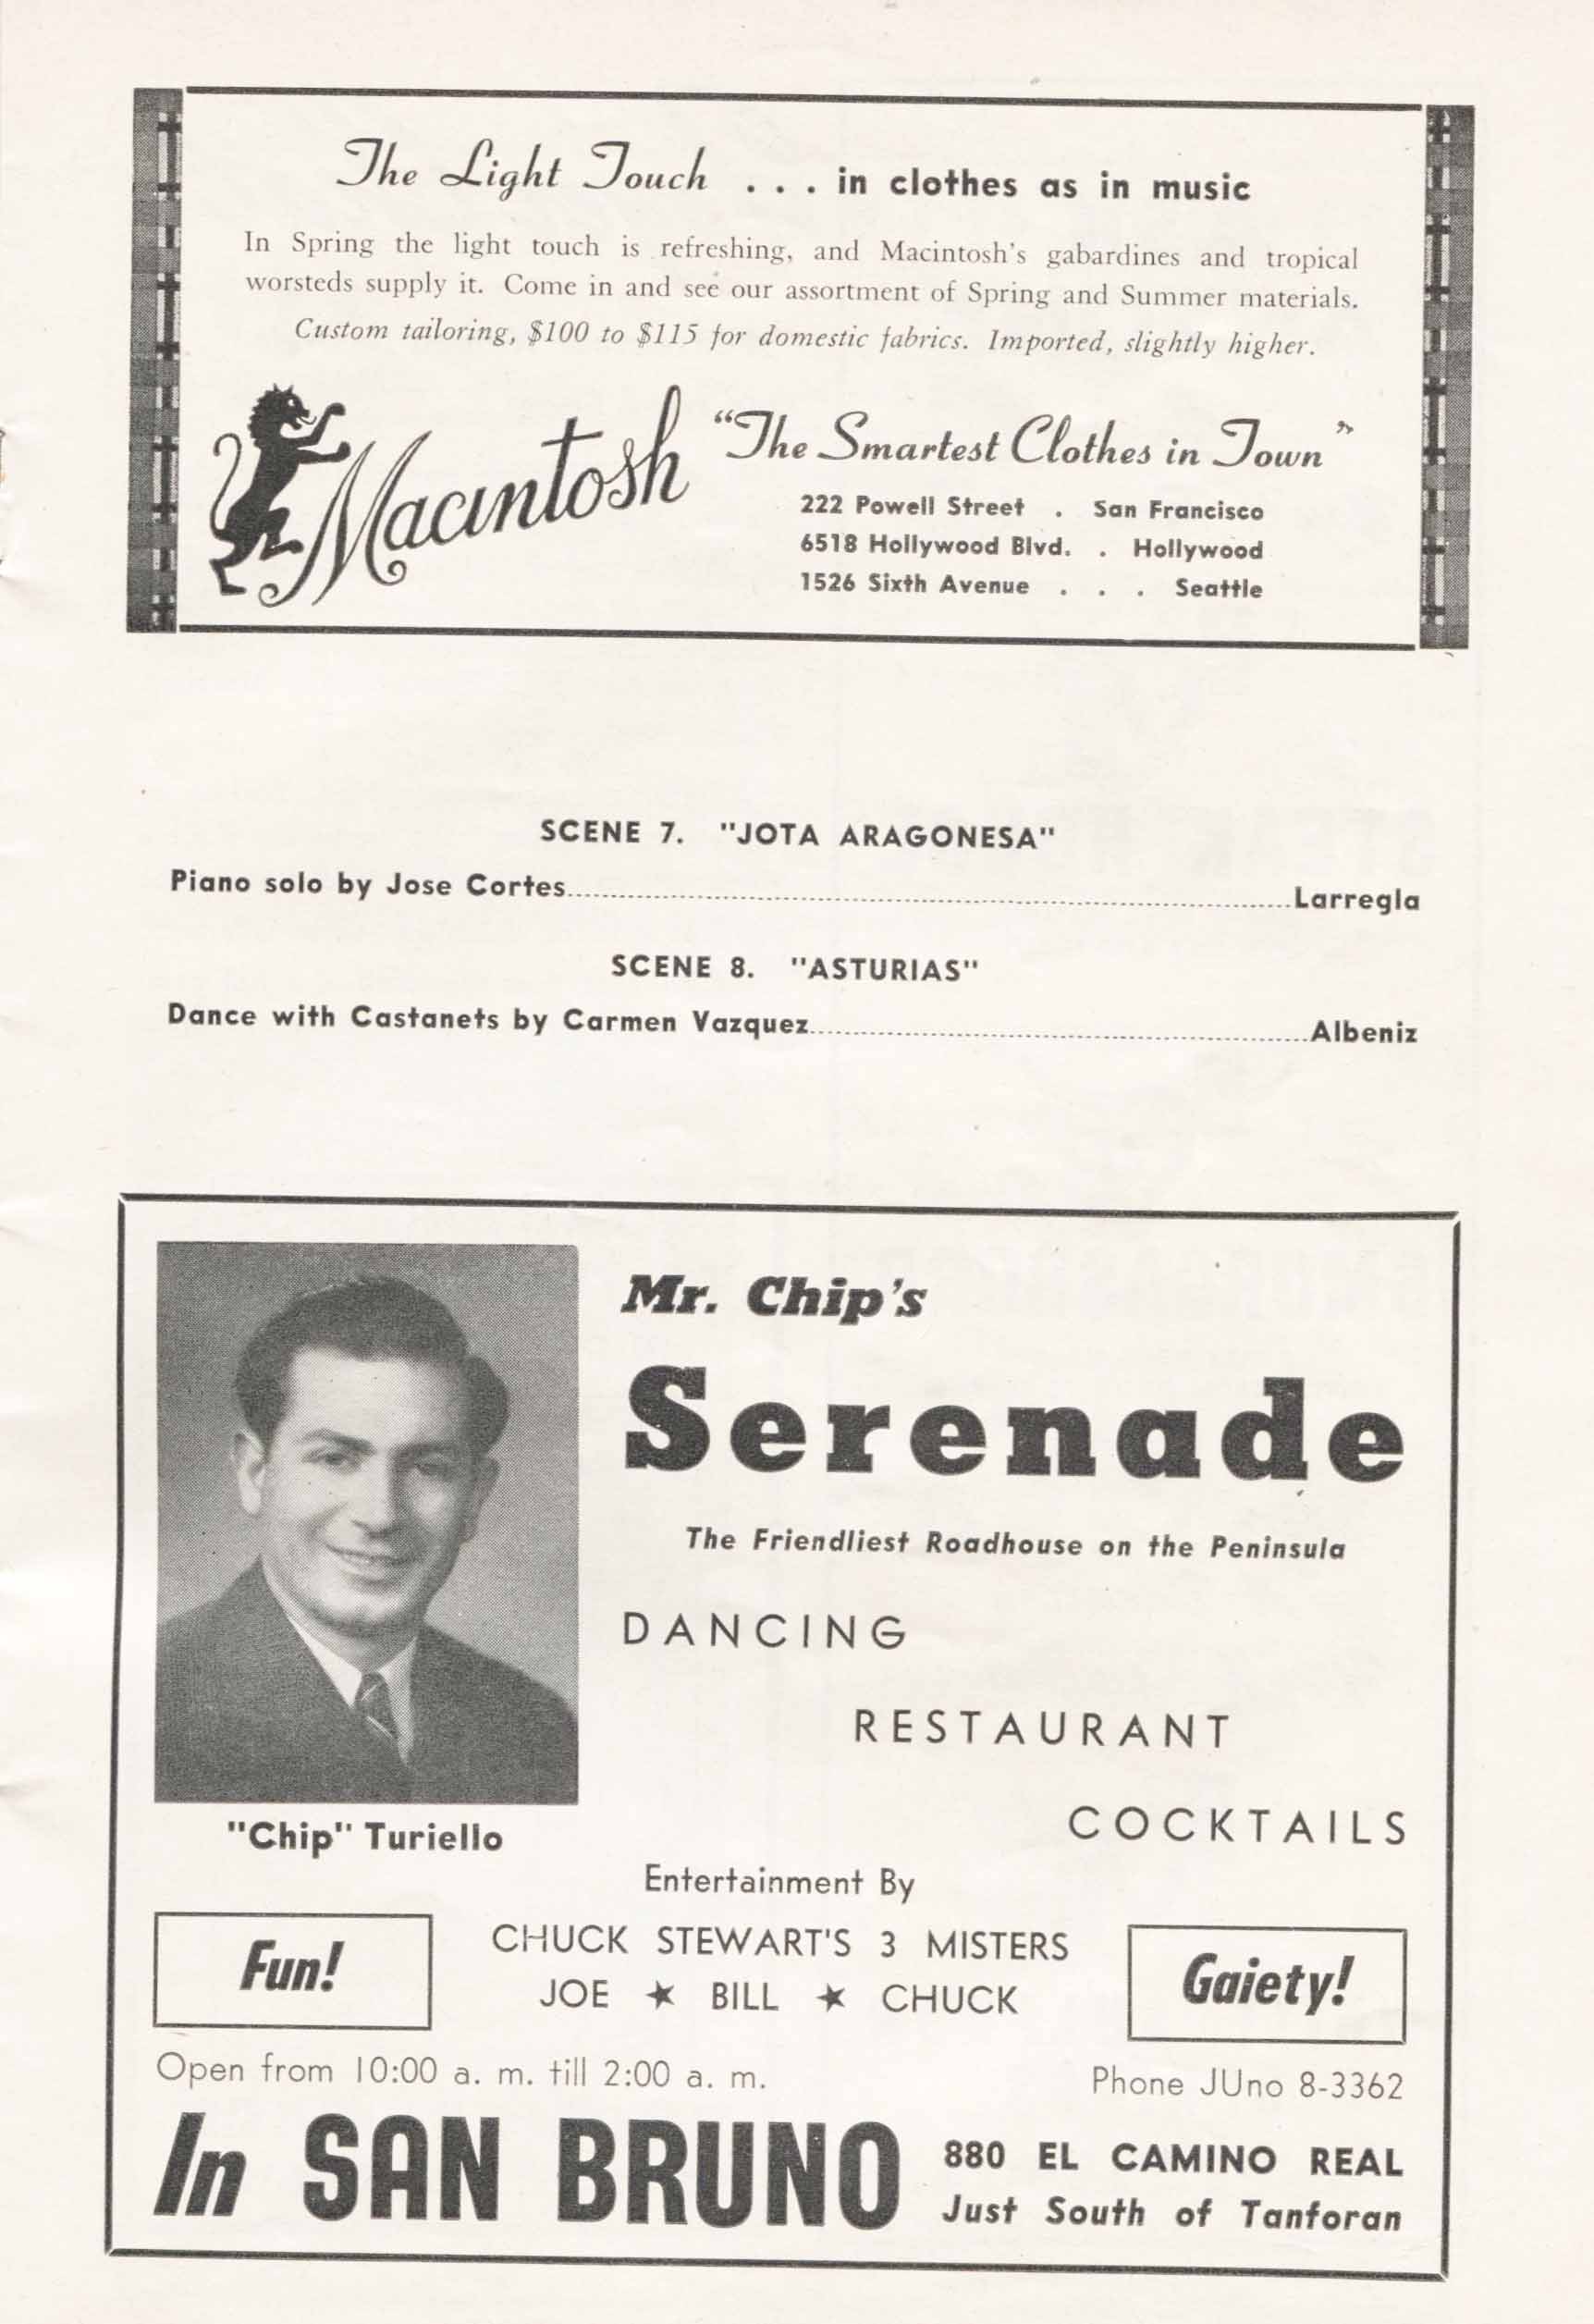 The Light Touch . . . in clothes as in music
In Spring the light touch is refreshing, and Macintosh's gabardines and tropical
worsteds supply it. Come in and see our assortment of Spring and Summer materials.
Custom tailoring, $100 to $115 for domestic fabrics. Imported, slightly higher.
Macintosh
"The Smartest Clothes in Town"
222 Powell Street . San Francisco
6518 Hollywood Blvd. . Hollywood
1526 Sixth Avenue . . . Seattle
SCENE 7. "JOTA ARAGONESA"
Piano solo by Jose Cortes........Larregla
SCENE 8. "ASTURIAS"
Dance with Castanets by Carmen Vazquez........Albeniz
Mr. Chip's
Serenade
The Friendliest Roadhouse on the Peninsula
DANCING
RESTAURANT
COCKTAILS
"Chip" Turiello
Entertainment By
CHUCK STEWART'S 3 MISTERS
JOE ★ BILL ★ CHUCK
Fun!
Gaiety!
Open from 10:00 a. m. till 2:00 a. m.
Phone JUno 8-3362
In SAN BRUNO
880 EL CAMINO REAL
Just South of Tanforan